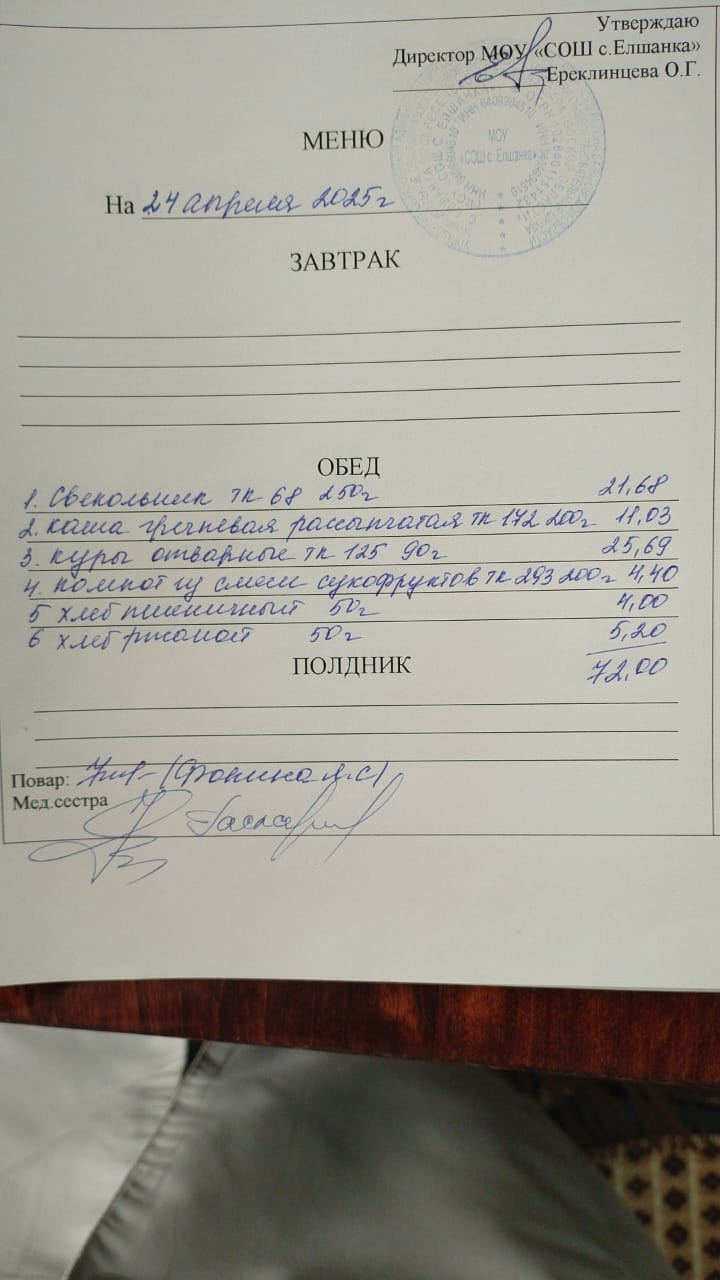 Утверждаю
Директор МОУ «СОШ с.Елшанка»
Ереклинцева О.Г.
МОУ
«СОШ с. Елшанка»
МЕНЮ
На 24 апреля 2025г
ЗАВТРАК
ОБЕД
1. Свекольник тк 68 250г 21,68
2. каша гречневая рассыпчатая тк 172 200г 11,03
3. куры отварные тк 125 90г 25,69
4. компот из смеси сухофруктов тк 293 200г 4,40
5 хлеб пшеничный 50г 4,00
6 хлеб ржаной 50г 5,20
ПОЛДНИК 72,00
Повар:
Мед.сестра